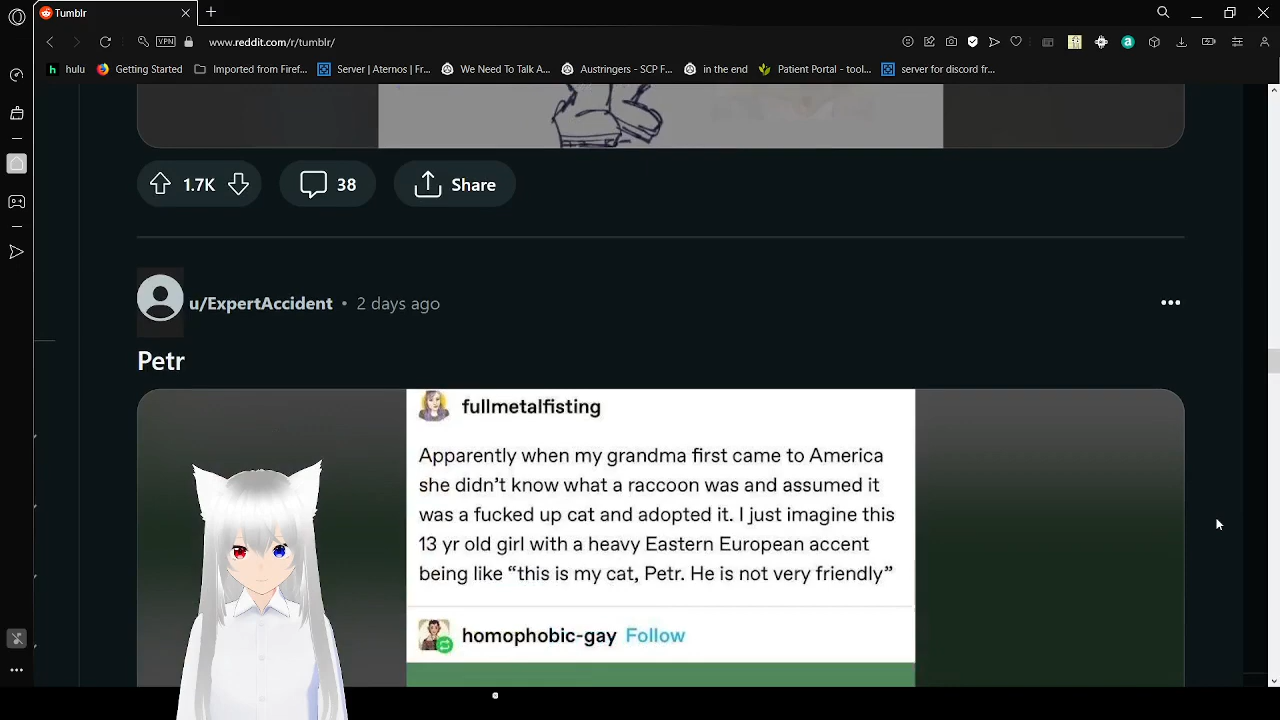 Tumblr
VPN
www.reddit.com/r/tumblr/
hulu
Getting Started
Imported from Firef...
Server | Aternos | Fr...
We Need To Talk A...
Austringers - SCP F...
in the end
Patient Portal - tool...
server for discord fr...
1.7K
38
Share
u/ExpertAccident • 2 days ago
Petr
fullmetalfisting
Apparently when my grandma first came to America
she didn’t know what a raccoon was and assumed it
was a fucked up cat and adopted it. I just imagine this
13 yr old girl with a heavy Eastern European accent
being like “this is my cat, Petr. He is not very friendly”
homophobic-gay Follow